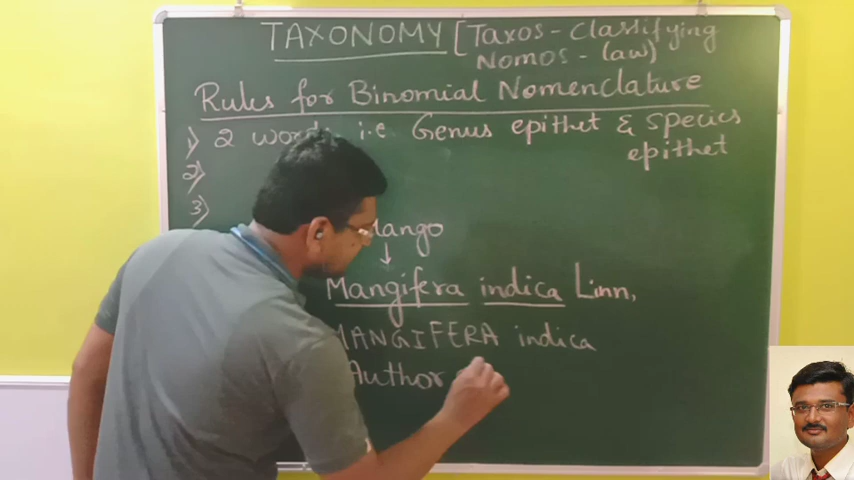 TAXONOMY [Taxos - Classifying
Nomos - law)
Rules for Binomial Nomenclature
1) 2 word i.e Genus epithet & Species
epithet
2)
3)
Mango
↓
Mangifera indica Linn,
MANGIFERA indica
Author